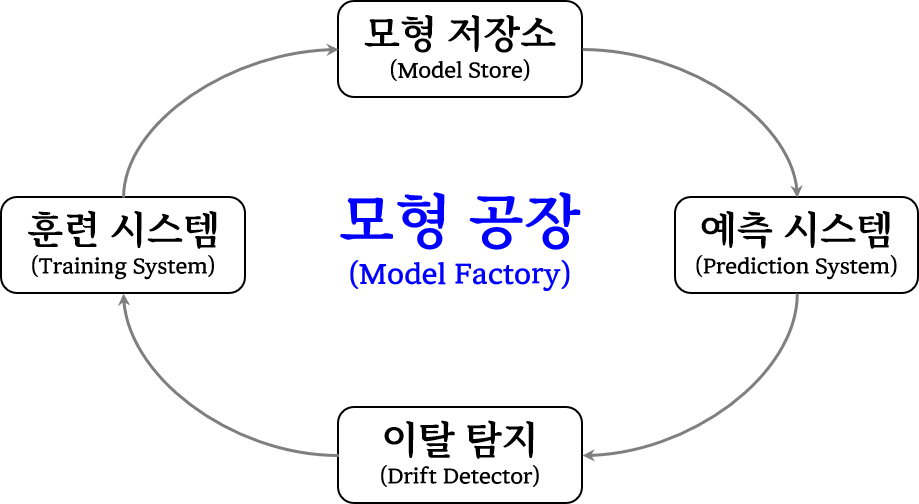 모형 저장소
(Model Store)
훈련 시스템
(Training System)
모형 공장
(Model Factory)
예측 시스템
(Prediction System)
이탈 탐지
(Drift Detector)